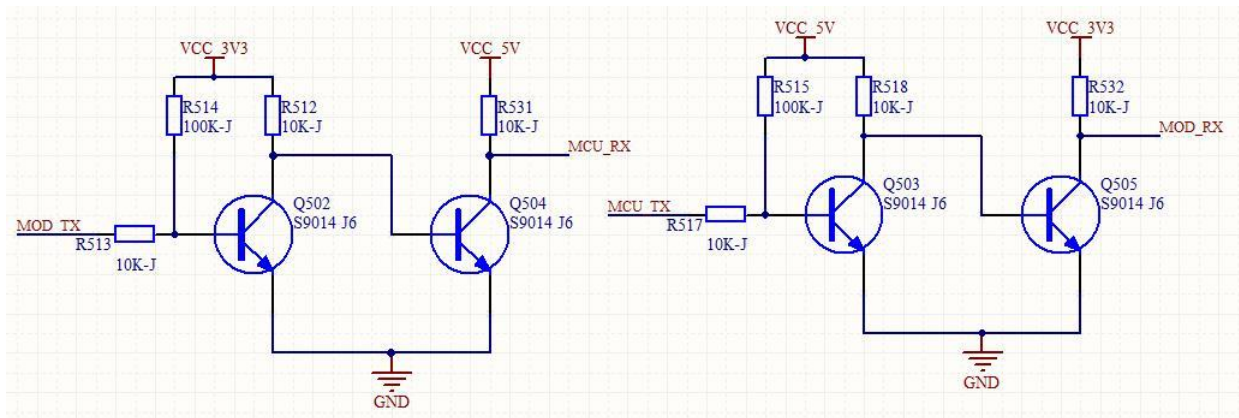 VCC_3V3
R514
100K-J
R512
10K-J
VCC_5V
R531
10K-J
MCU_RX
Q502
S9014 J6
Q504
S9014 J6
MOD_TX
R513
10K-J
GND
VCC_5V
R515
100K-J
R518
10K-J
VCC_3V3
R532
10K-J
MOD_RX
Q503
S9014 J6
Q505
S9014 J6
MCU_TX
R517
10K-J
GND